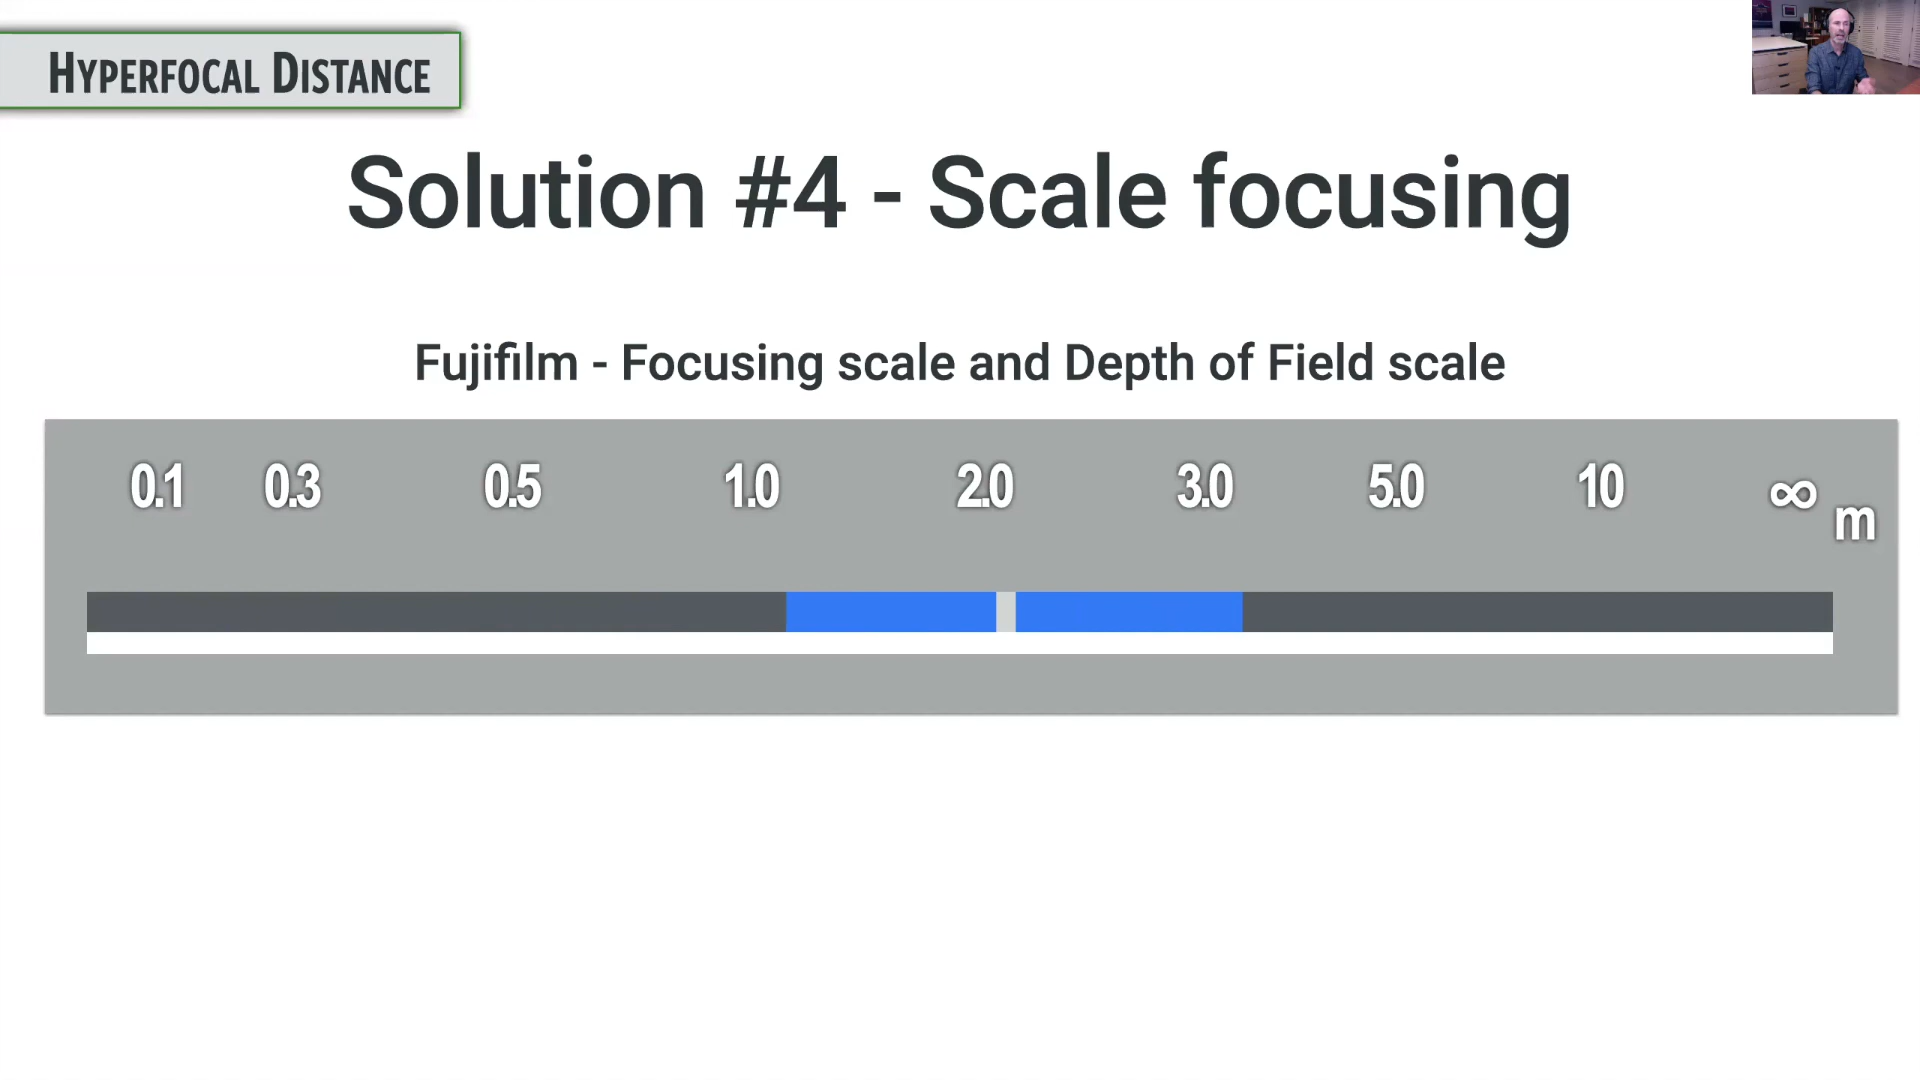 HYPERFOCAL DISTANCE
Solution #4 - Scale focusing
Fujifilm - Focusing scale and Depth of Field scale
0.1 0.3 0.5 1.0 2.0 3.0 5.0 10 ∞ m